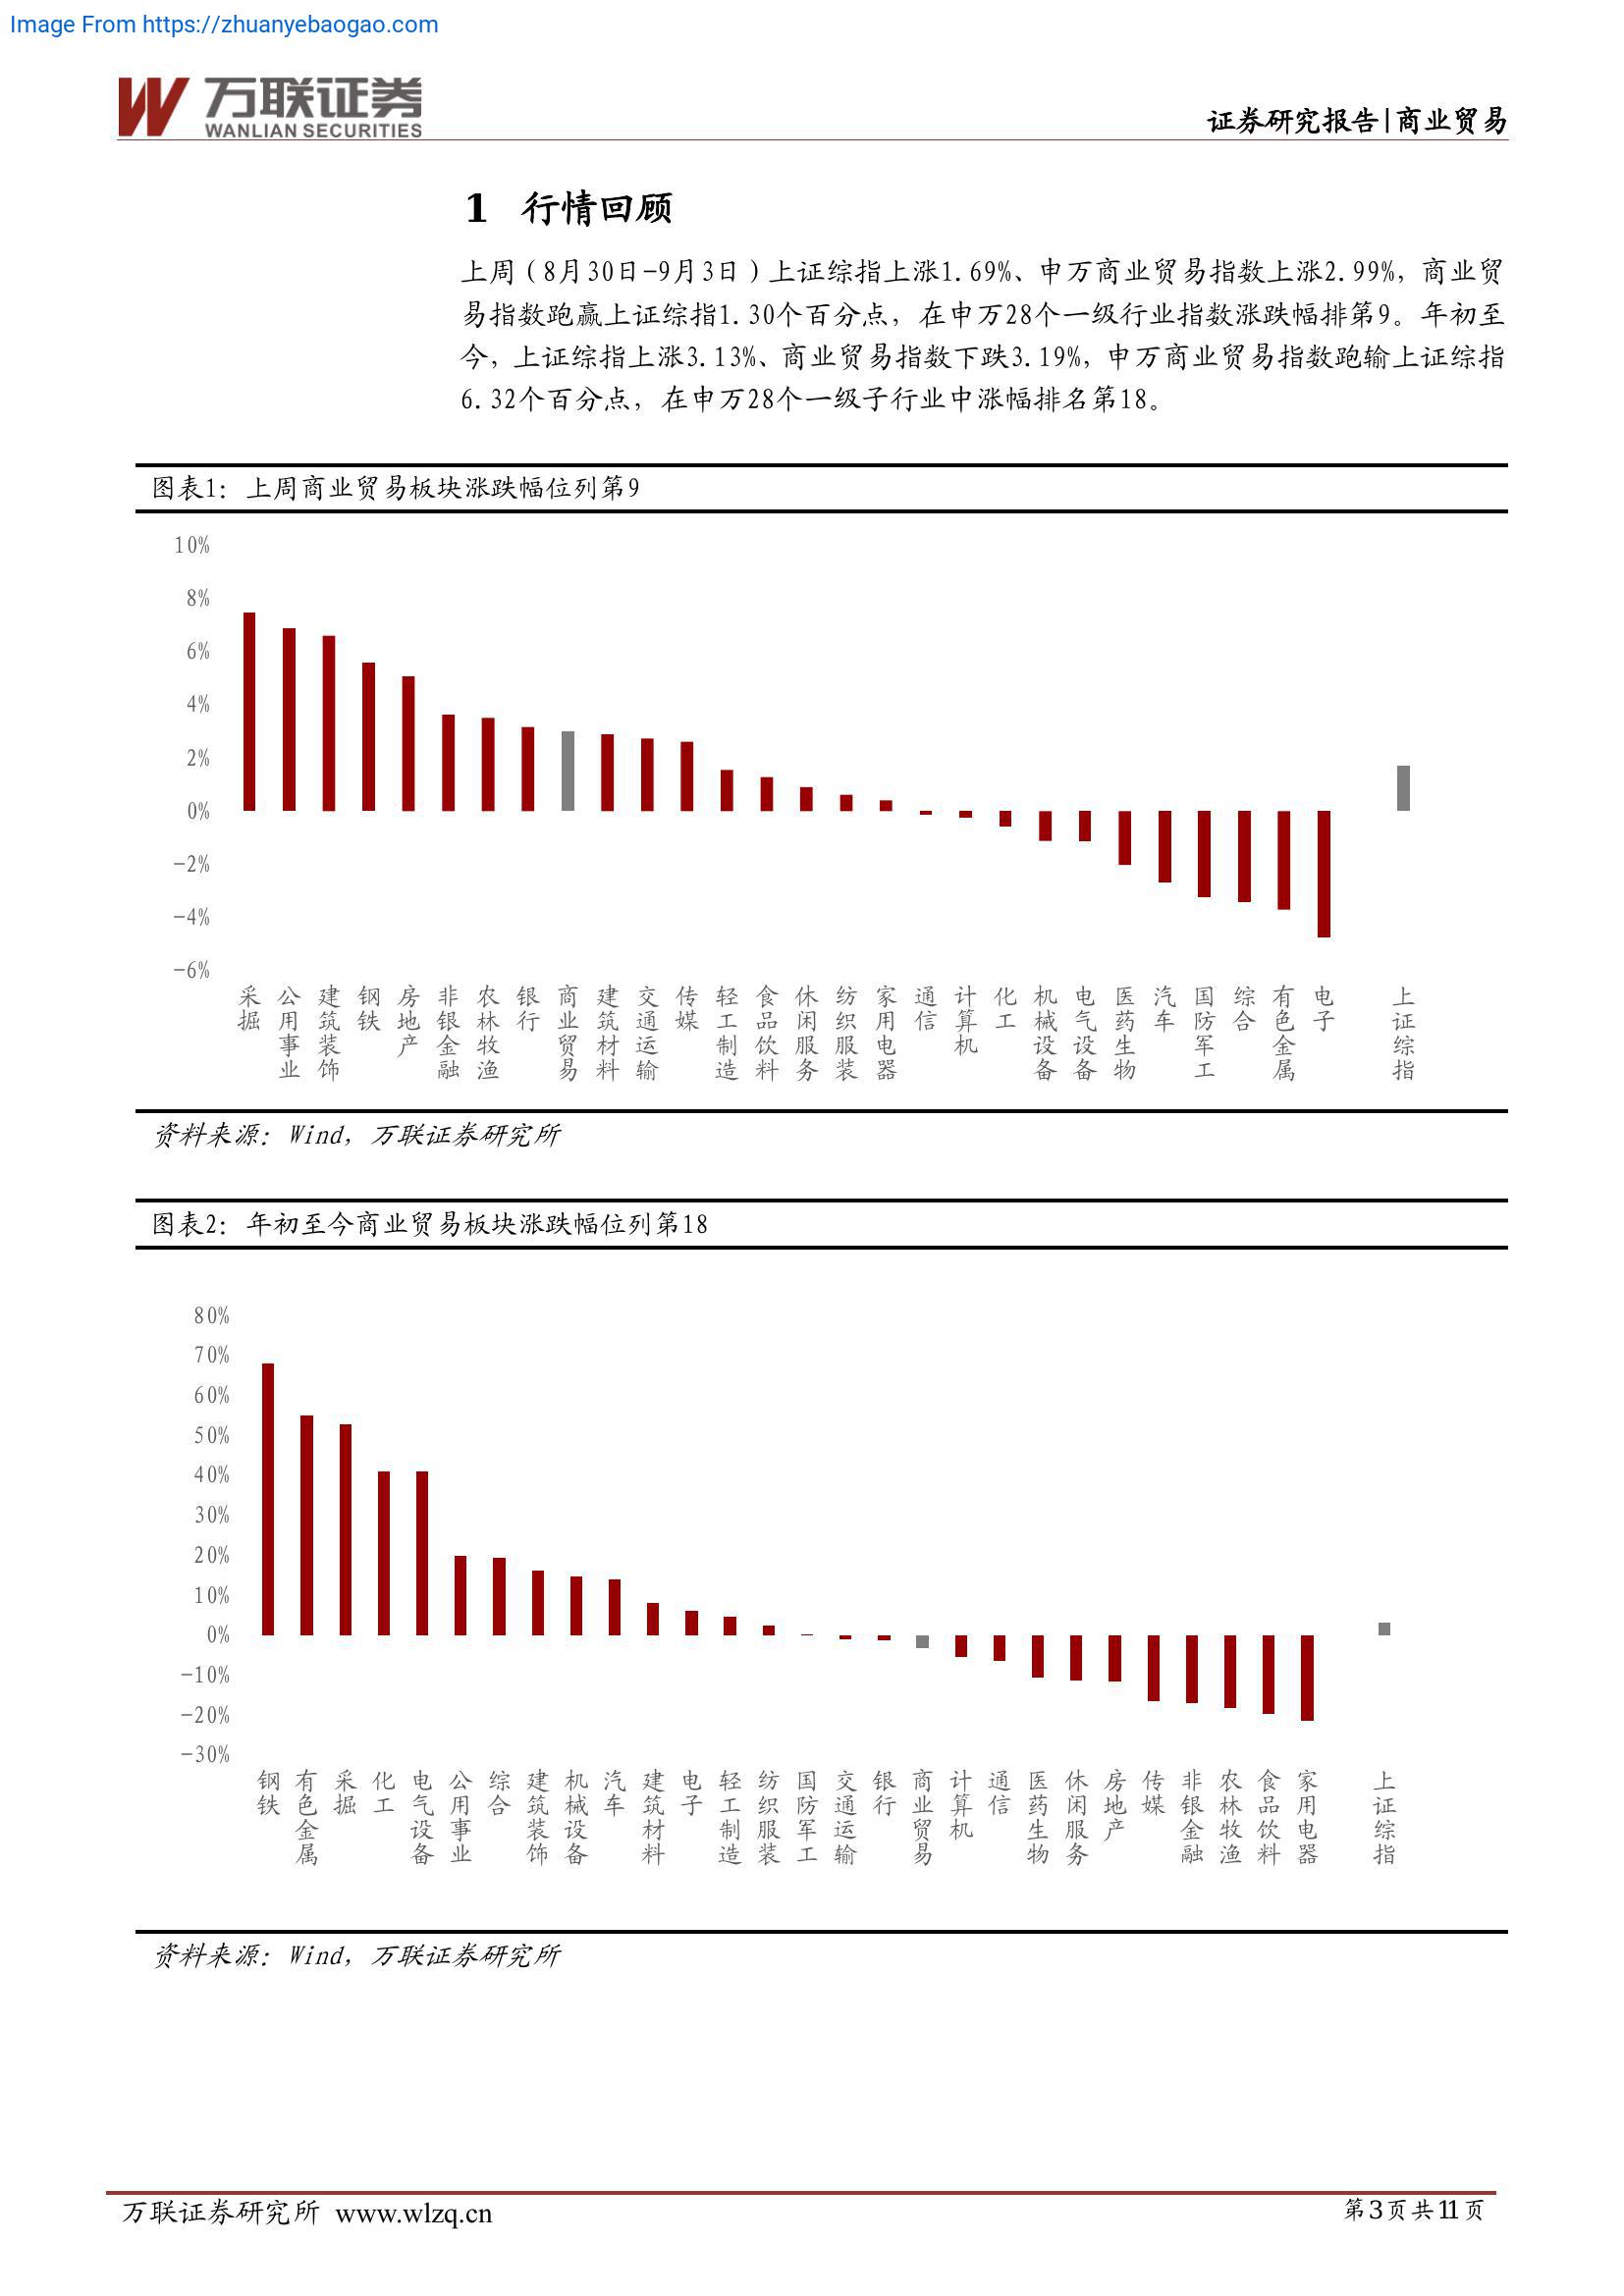 Image From https://zhuanyebaogao.com
万联证券
WANLIAN SECURITIES
证券研究报告|商业贸易
1 行情回顾
上周（8月30日-9月3日）上证综指上涨1.69%、申万商业贸易指数上涨2.99%，商业贸
易指数跑赢上证综指1.30个百分点，在申万28个一级行业指数涨跌幅排第9。年初至
今，上证综指上涨3.13%、商业贸易指数下跌3.19%，申万商业贸易指数跑输上证综指
6.32个百分点，在申万28个一级子行业中涨幅排名第18。
图表1：上周商业贸易板块涨跌幅位列第9
10%
8%
6%
4%
2%
0%
-2%
-4%
-6%
采掘
公用事业
建筑装饰
钢铁
房地产
非银金融
农林牧渔
银行
商业贸易
建筑材料
交通运输
传媒
轻工制造
食品饮料
休闲服务
纺织服装
家用电器
通信
计算机
化工
机械设备
电气设备
医药生物
汽车
国防军工
综合
有色金属
电子
上证综指
资料来源：Wind，万联证券研究所
图表2：年初至今商业贸易板块涨跌幅位列第18
80%
70%
60%
50%
40%
30%
20%
10%
0%
-10%
-20%
-30%
钢铁
有色金属
采掘
化工
电气设备
公用事业
综合
建筑装饰
机械设备
汽车
建筑材料
电子
轻工制造
纺织服装
国防军工
交通运输
银行
商业贸易
计算机
通信
医药生物
休闲服务
房地产
传媒
非银金融
农林牧渔
食品饮料
家用电器
上证综指
资料来源：Wind，万联证券研究所
万联证券研究所 www.wlzq.cn
第3页共11页